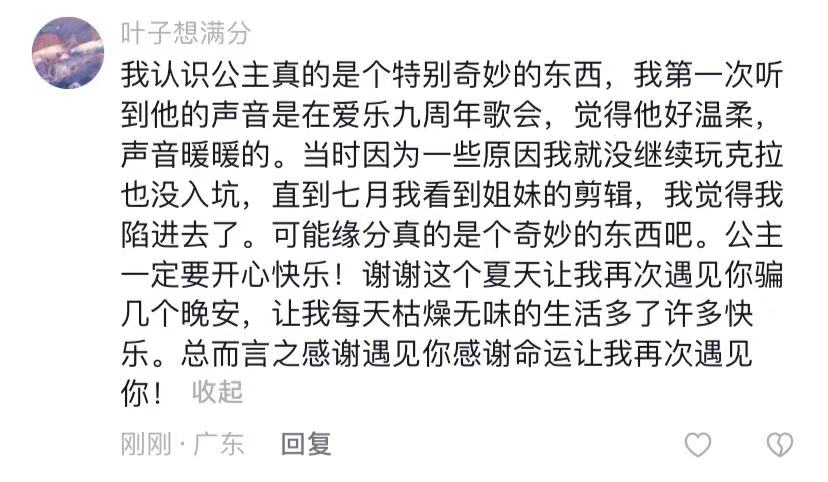 叶子想满分
我认识公主真的是个特别奇妙的东西，我第一次听
到他的声音是在爱乐九周年歌会，觉得他好温柔，
声音暖暖的。当时因为一些原因我就没继续玩克拉
也没入坑，直到七月我看到姐妹的剪辑，我觉得我
陷进去了。可能缘分真的是个奇妙的东西吧。公主
一定要开心快乐！谢谢这个夏天让我再次遇见你骗
几个晚安，让我每天枯燥无味的生活多了许多快
乐。总而言之感谢遇见你感谢命运让我再次遇见
你！ 收起
刚刚 · 广东 回复